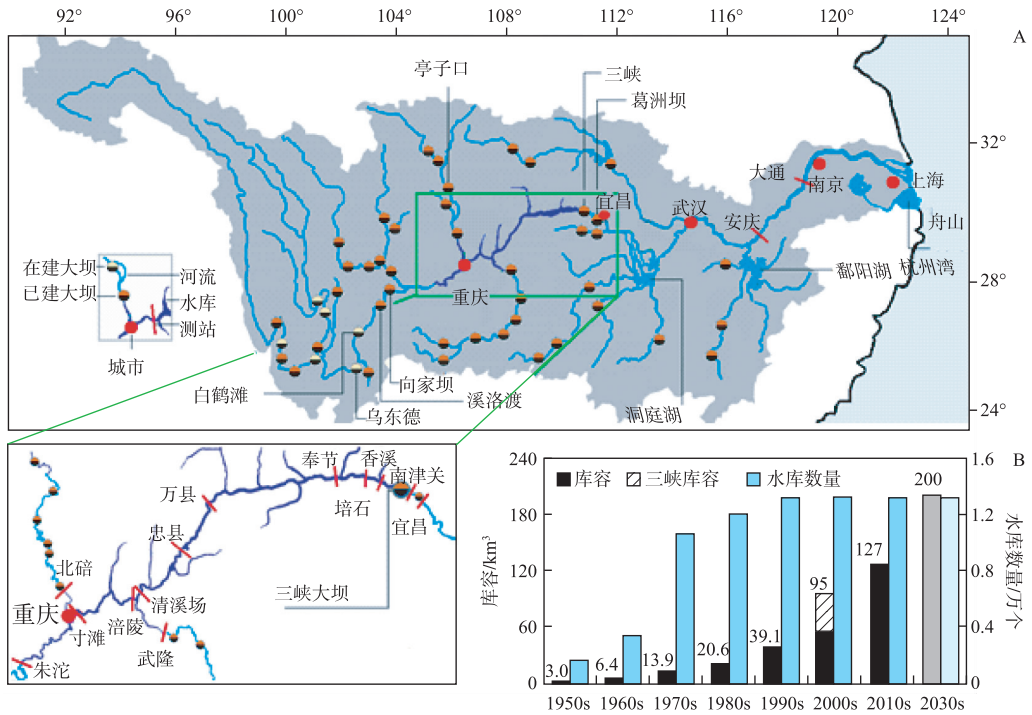 92° 96° 100° 104° 108° 112° 116° 120° 124°
A
亭子口
三峡
葛洲坝
32°
大通
南京
上海
宜昌
武汉
安庆
舟山
在建大坝
河流
已建大坝
水库
测站
城市
重庆
鄱阳湖
杭州湾
28°
白鹤滩
向家坝
溪洛渡
乌东德
洞庭湖
24°
奉节
香溪
南津关
万县
培石
宜昌
忠县
北碚
三峡大坝
重庆
清溪场
寸滩
涪陵
武隆
朱沱
B
240
180
120
60
0
库容/km³
库容
三峡库容
水库数量
3.0
6.4
13.9
20.6
39.1
95
127
200
1.6
1.2
0.8
0.4
0
水库数量/万个
1950s 1960s 1970s 1980s 1990s 2000s 2010s 2030s